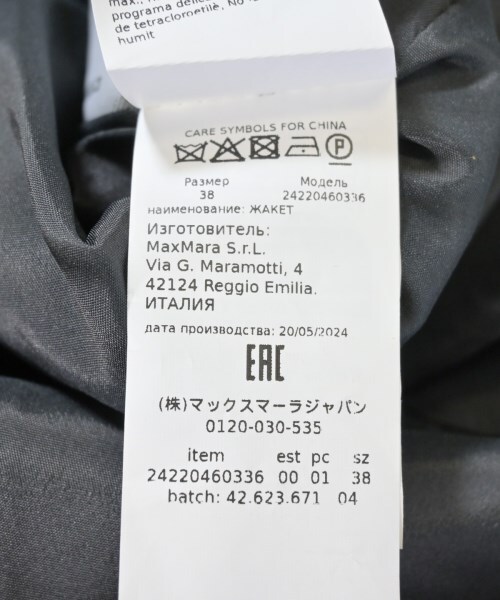 max.,
programa delica
de tetracloretilē. No
humit
CARE SYMBOLS FOR CHINA
P
Размер Модель
38 24220460336
наименование: ЖАКЕТ
Изготовитель:
MaxMara S.r.L.
Via G. Maramotti, 4
42124 Reggio Emilia.
ИТАЛИЯ
дата производства: 20/05/2024
EAC
(株)マックスマーラジャパン
0120-030-535
item est pc sz
24220460336 00 01 38
batch: 42.623.671 04